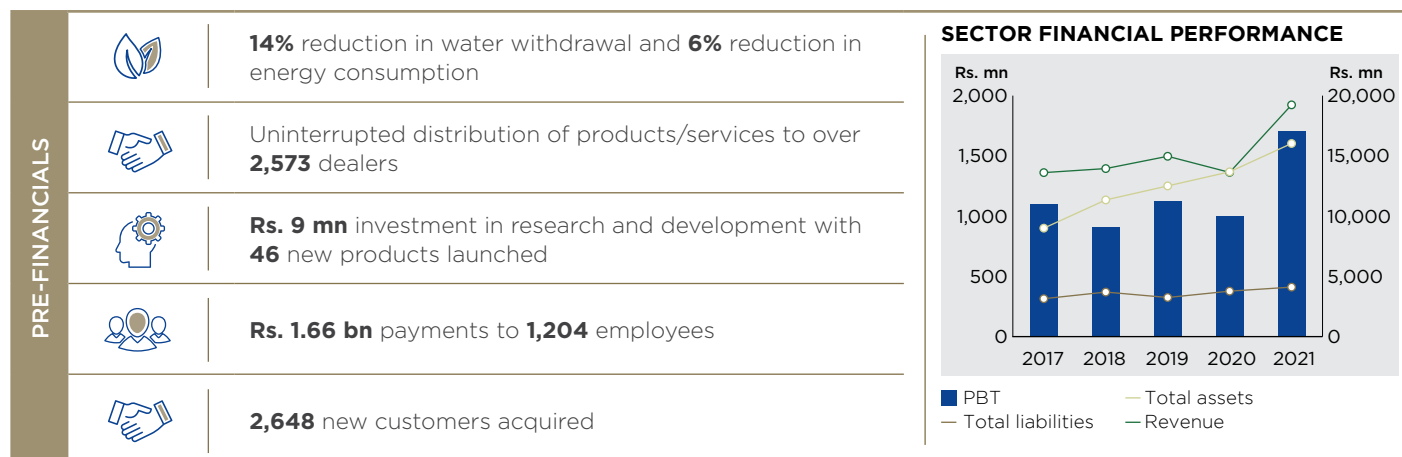 PRE-FINANCIALS
14% reduction in water withdrawal and 6% reduction in
energy consumption
Uninterrupted distribution of products/services to over
2,573 dealers
Rs. 9 mn investment in research and development with
46 new products launched
Rs. 1.66 bn payments to 1,204 employees
2,648 new customers acquired
SECTOR FINANCIAL PERFORMANCE
Rs. mn Rs. mn
2,000 20,000
1,500 15,000
1,000 10,000
500 5,000
0 0
2017 2018 2019 2020 2021
PBT Total assets
Total liabilities Revenue